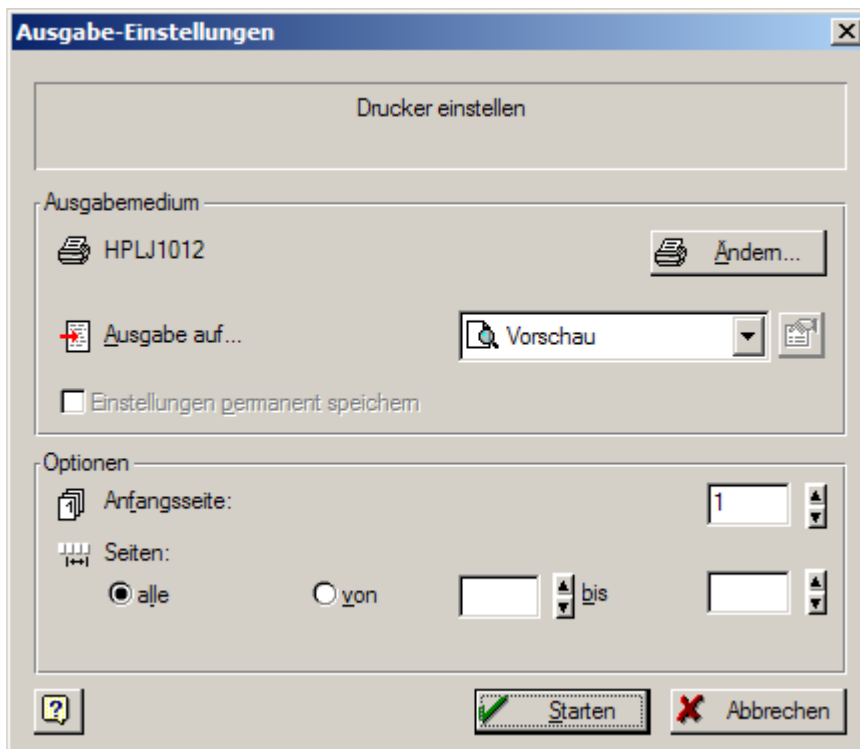 Ausgabe-Einstellungen
Drucker einstellen
Ausgabemedium
HPLJ1012
Ändern...
Ausgabe auf...
Vorschau
Einstellungen permanent speichern
Optionen
Anfangsseite:
1
Seiten:
alle
von
bis
Starten
Abbrechen